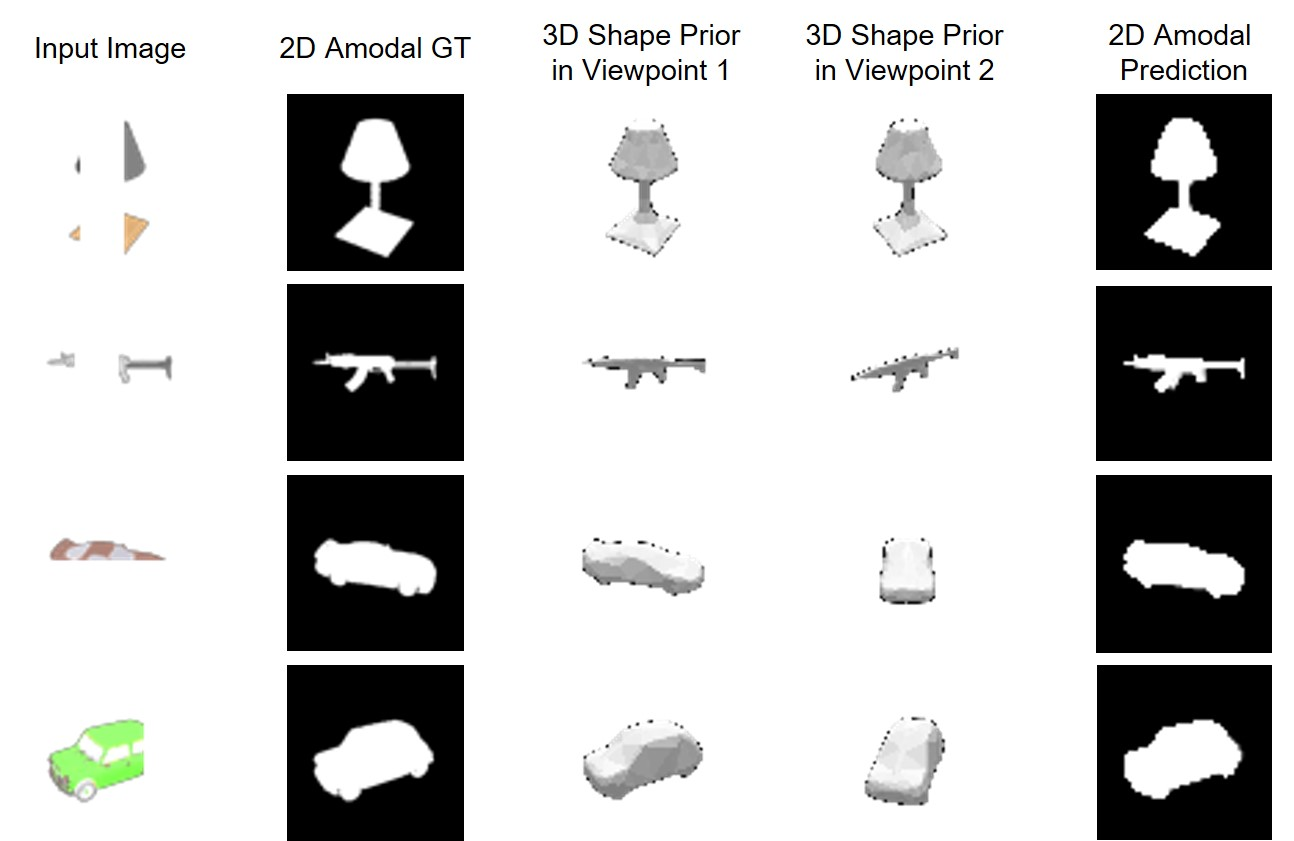 Input Image
2D Amodal GT
3D Shape Prior
in Viewpoint 1
3D Shape Prior
in Viewpoint 2
2D Amodal
Prediction